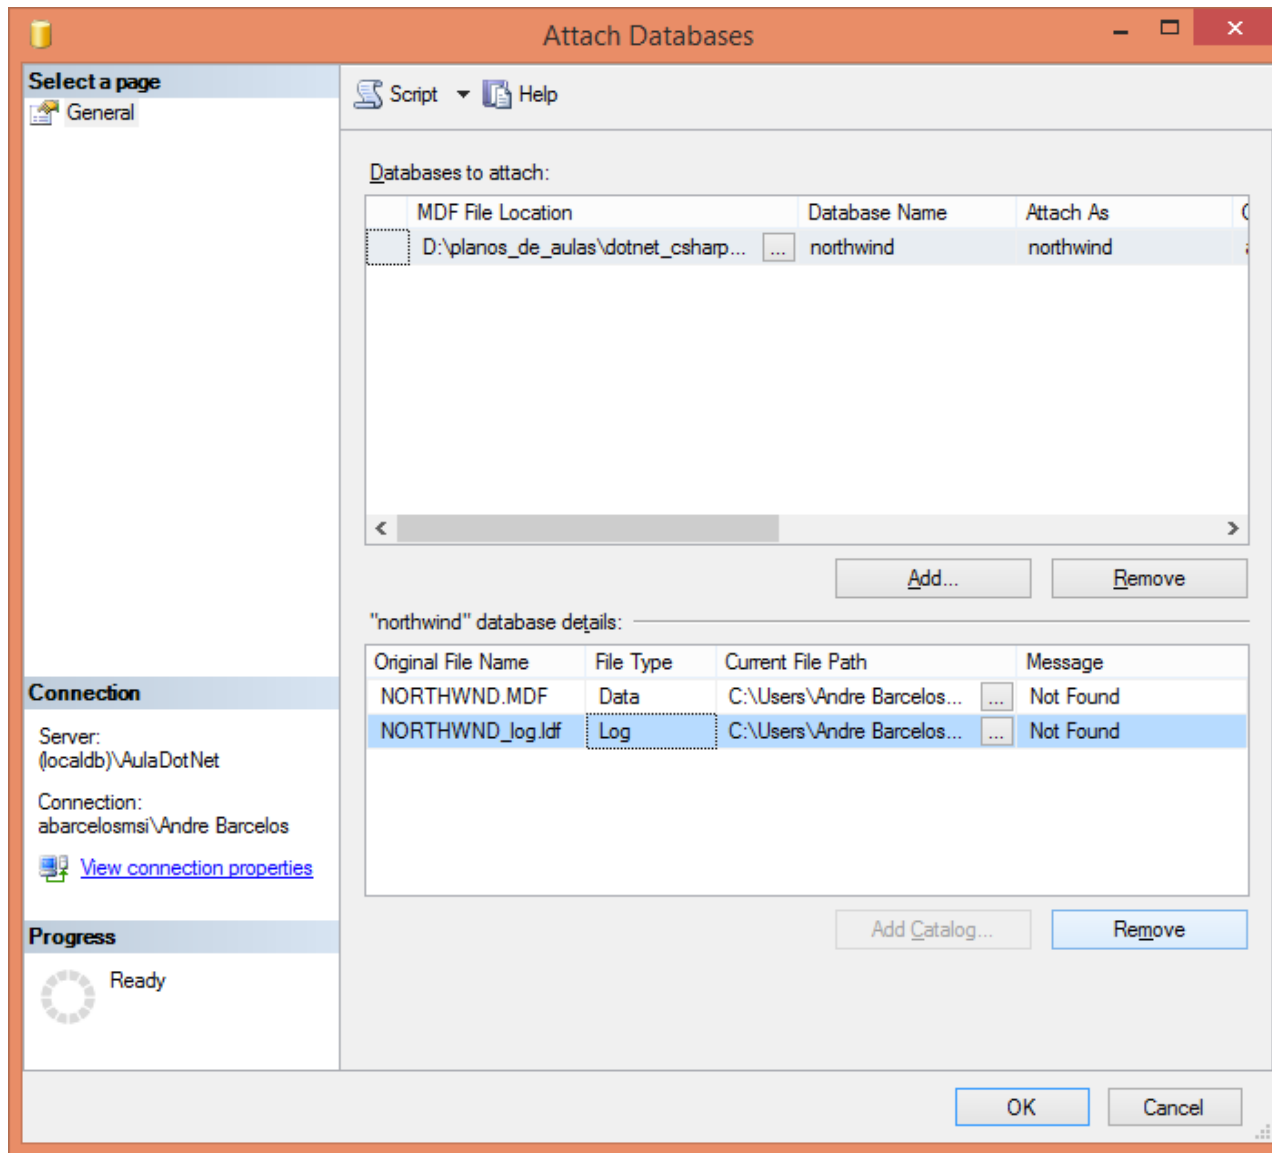 Attach Databases
Select a page
General
Script
Help
Databases to attach:
MDF File Location Database Name Attach As
D:\planos_de_aulas\dotnet_csharp... ... northwind northwind
Add... Remove
"northwind" database details:
Original File Name File Type Current File Path Message
NORTHWND.MDF Data C:\Users\Andre Barcelos... ... Not Found
NORTHWND_log.ldf Log C:\Users\Andre Barcelos... ... Not Found
Add Catalog... Remove
Connection
Server:
(localdb)\AulaDotNet
Connection:
abarcelosmsi\Andre Barcelos
View connection properties
Progress
Ready
OK Cancel